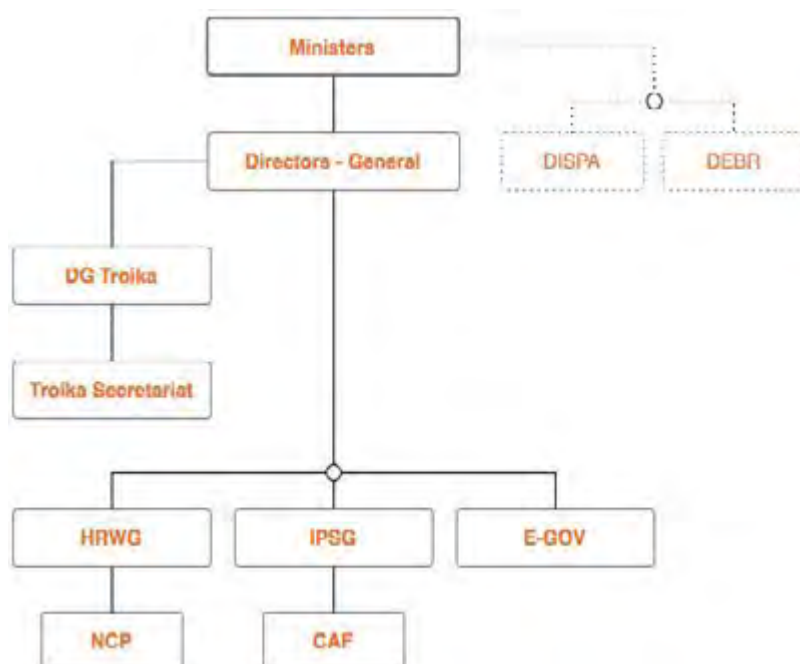 Ministers
Directors - General
DISPA
DEBR
DG Troika
Troika Secretariat
HRWG
IPSG
E-GOV
NCP
CAF